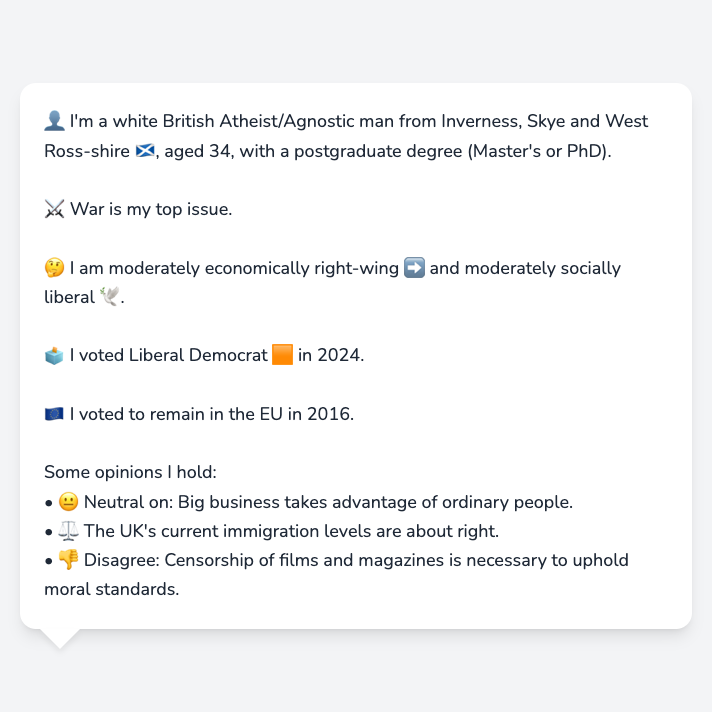 👤 I'm a white British Atheist/Agnostic man from Inverness, Skye and West
Ross-shire 🏴󠁧󠁢󠁳󠁣󠁴󠁿, aged 34, with a postgraduate degree (Master's or PhD).
⚔️ War is my top issue.
🤔 I am moderately economically right-wing ➡️ and moderately socially
liberal 🕊️.
🗳️ I voted Liberal Democrat 🟧 in 2024.
🇪🇺 I voted to remain in the EU in 2016.
Some opinions I hold:
• 😐 Neutral on: Big business takes advantage of ordinary people.
• ⚖️ The UK's current immigration levels are about right.
• 👎 Disagree: Censorship of films and magazines is necessary to uphold
moral standards.